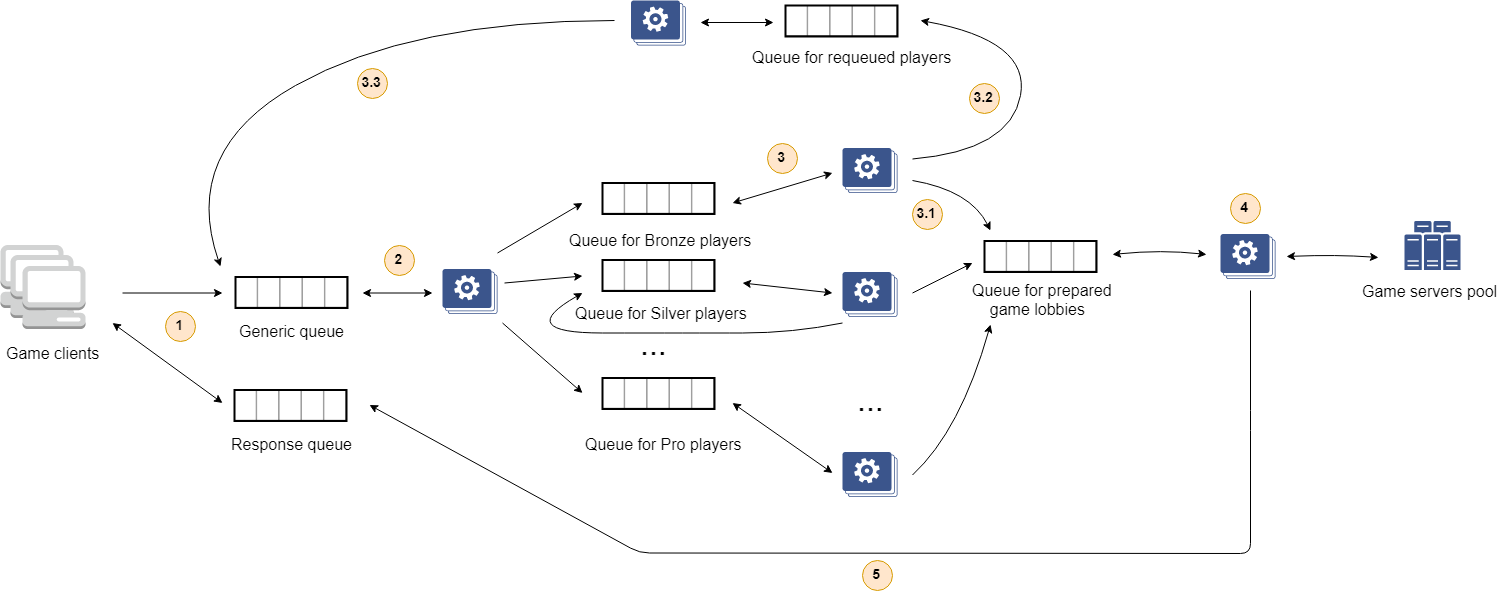 Queue for requeued players
3.3
3.2
3
Queue for Bronze players
3.1
4
2
Queue for Silver players
Queue for prepared
game lobbies
Game servers pool
1
Generic queue
Game clients
...
...
Response queue
Queue for Pro players
5